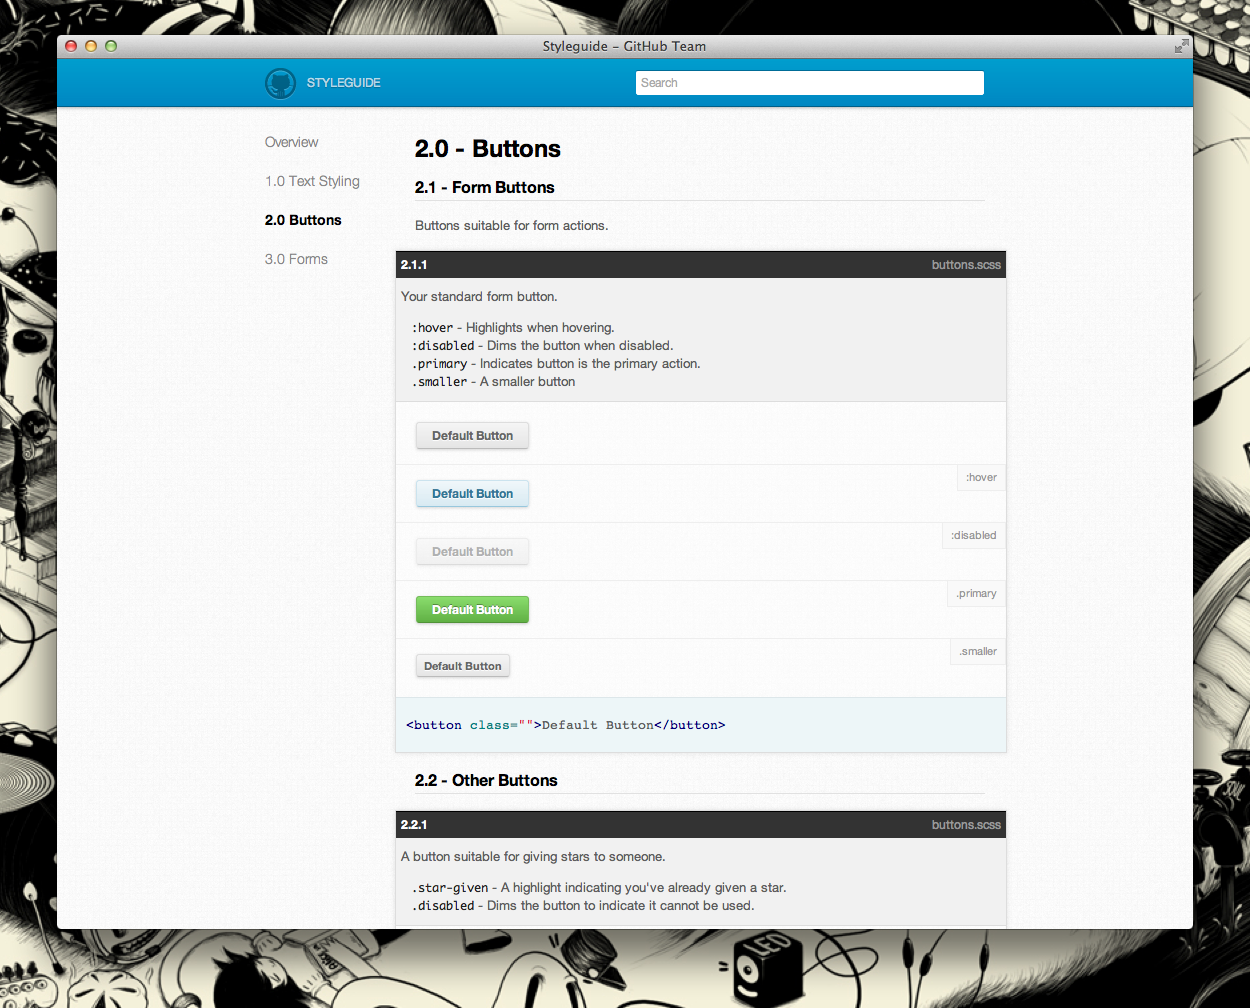 Styleguide – GitHub Team
STYLEGUIDE
Search
Overview
1.0 Text Styling
2.0 Buttons
3.0 Forms
2.0 - Buttons
2.1 - Form Buttons
Buttons suitable for form actions.
2.1.1 buttons.scss
Your standard form button.
:hover - Highlights when hovering.
:disabled - Dims the button when disabled.
.primary - Indicates button is the primary action.
.smaller - A smaller button
Default Button
Default Button :hover
Default Button :disabled
Default Button .primary
Default Button .smaller
<button class="">Default Button</button>
2.2 - Other Buttons
2.2.1 buttons.scss
A button suitable for giving stars to someone.
.star-given - A highlight indicating you've already given a star.
.disabled - Dims the button to indicate it cannot be used.
LED